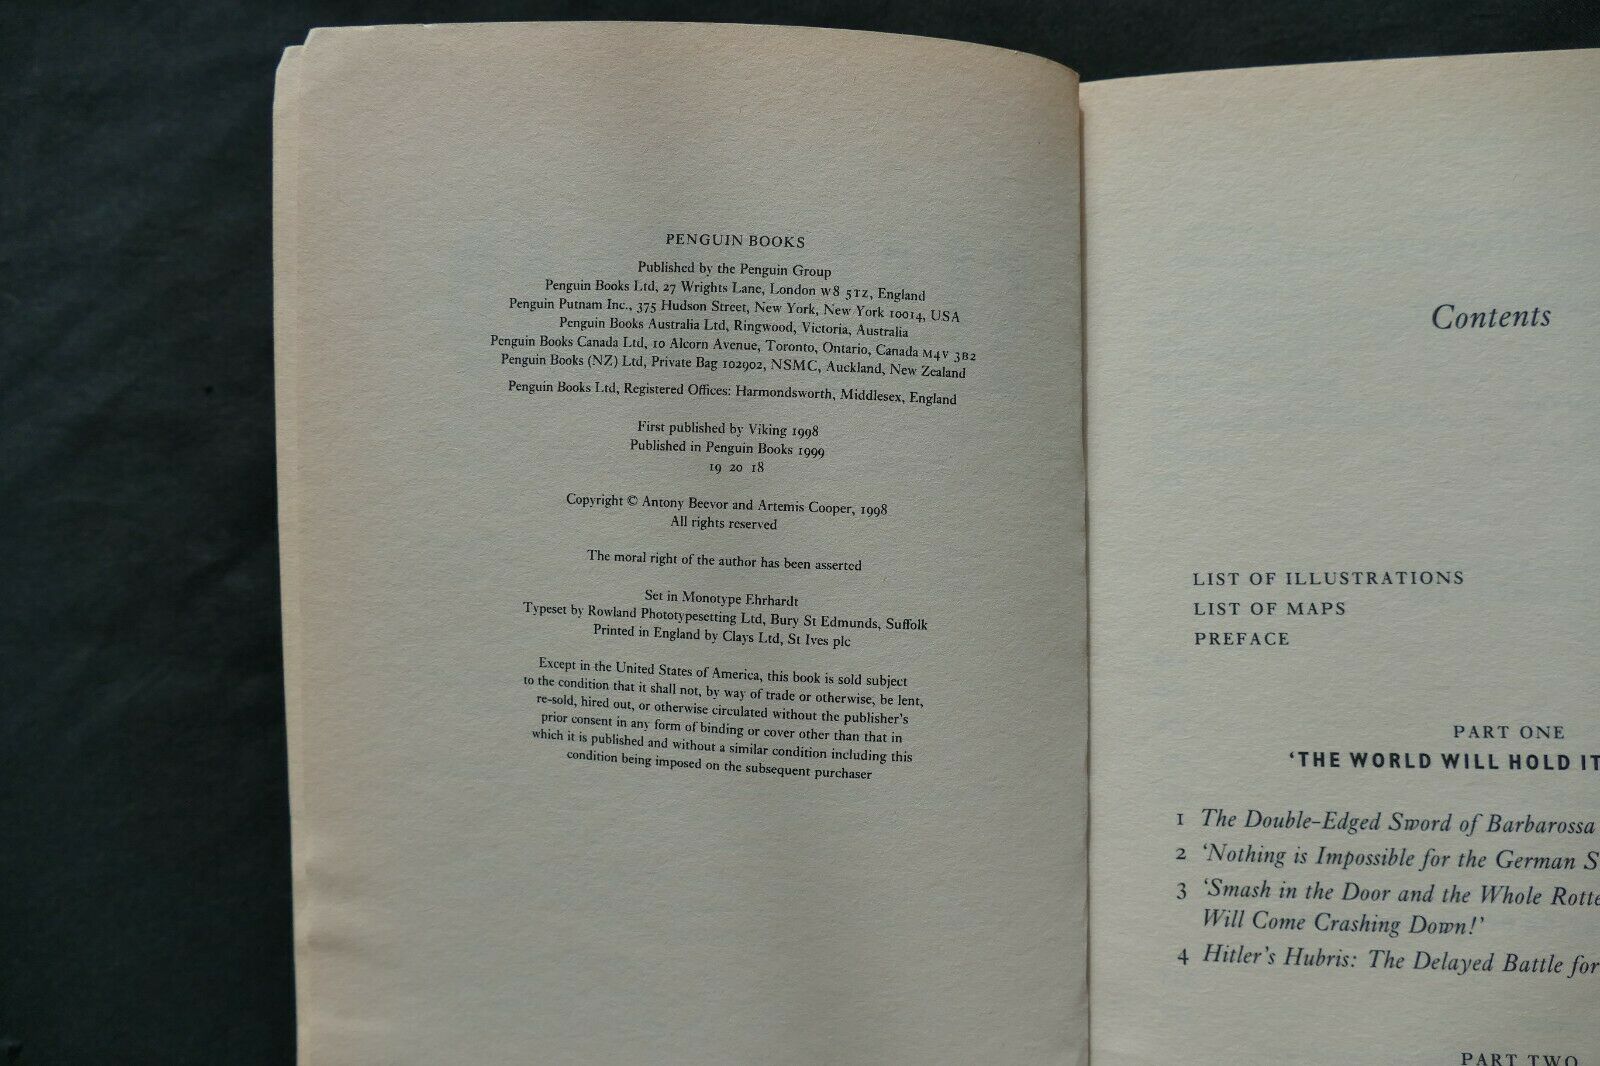 PENGUIN BOOKS
Published by the Penguin Group
Penguin Books Ltd, 27 Wrights Lane, London W8 5TZ, England
Penguin Putnam Inc., 375 Hudson Street, New York, New York 10014, USA
Penguin Books Australia Ltd, Ringwood, Victoria, Australia
Penguin Books Canada Ltd, 10 Alcorn Avenue, Toronto, Ontario, Canada M4V 3B2
Penguin Books (NZ) Ltd, Private Bag 102902, NSMC, Auckland, New Zealand
Penguin Books Ltd, Registered Offices: Harmondsworth, Middlesex, England
First published by Viking 1998
Published in Penguin Books 1999
19 20 18
Copyright © Antony Beevor and Artemis Cooper, 1998
All rights reserved
The moral right of the author has been asserted
Set in Monotype Ehrhardt
Typeset by Rowland Phototypesetting Ltd, Bury St Edmunds, Suffolk
Printed in England by Clays Ltd, St Ives plc
Except in the United States of America, this book is sold subject
to the condition that it shall not, by way of trade or otherwise, be lent,
re-sold, hired out, or otherwise circulated without the publisher's
prior consent in any form of binding or cover other than that in
which it is published and without a similar condition including this
condition being imposed on the subsequent purchaser
Contents
LIST OF ILLUSTRATIONS
LIST OF MAPS
PREFACE
PART ONE
'THE WORLD WILL HOLD IT
1 The Double-Edged Sword of Barbarossa
2 'Nothing is Impossible for the German S
3 'Smash in the Door and the Whole Rotte
Will Come Crashing Down!'
4 Hitler's Hubris: The Delayed Battle for
PART TWO